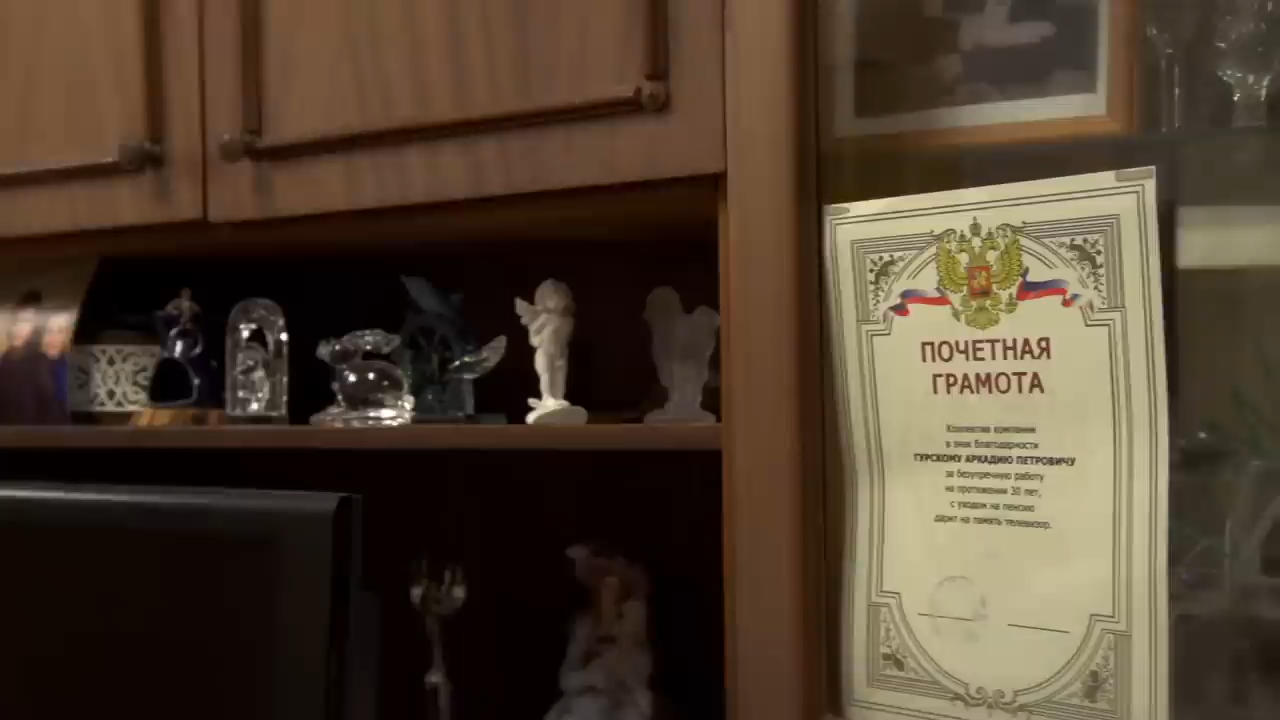 ПОЧЕТНАЯ
ГРАМОТА
Коллектив компании
в знак благодарности
ГУРСКОМУ АРКАДИЮ ПЕТРОВИЧУ
за безупречную работу
на протяжении 30 лет,
с уходом на пенсию
дарит на память телевизор.